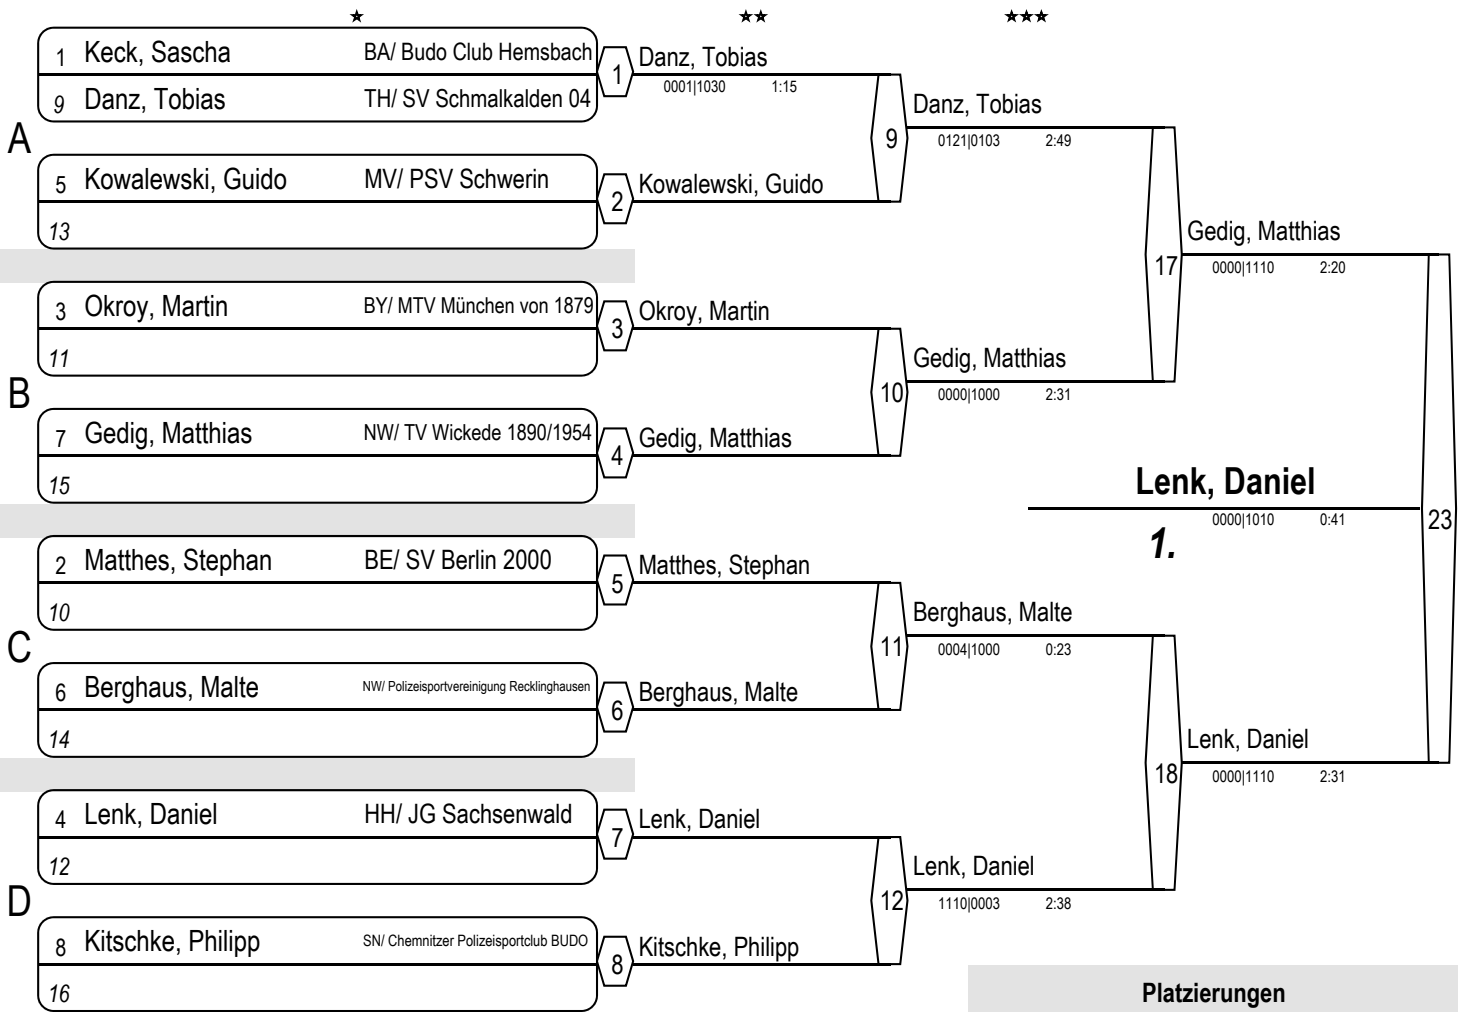 1 Keck, Sascha BA/ Budo Club Hemsbach
9 Danz, Tobias TH/ SV Schmalkalden 04
1 Danz, Tobias
0001|1030 1:15
A
5 Kowalewski, Guido MV/ PSV Schwerin
13
2 Kowalewski, Guido
9 Danz, Tobias
0121|0103 2:49
3 Okroy, Martin BY/ MTV München von 1879
11
3 Okroy, Martin
B
7 Gedig, Matthias NW/ TV Wickede 1890/1954
15
4 Gedig, Matthias
10 Gedig, Matthias
0000|1000 2:31
17 Gedig, Matthias
0000|1110 2:20
2 Matthes, Stephan BE/ SV Berlin 2000
10
5 Matthes, Stephan
C
6 Berghaus, Malte NW/ Polizeisportvereinigung Recklinghausen
14
6 Berghaus, Malte
11 Berghaus, Malte
0004|1000 0:23
4 Lenk, Daniel HH/ JG Sachsenwald
12
7 Lenk, Daniel
D
8 Kitschke, Philipp SN/ Chemnitzer Polizeisportclub BUDO
16
8 Kitschke, Philipp
12 Lenk, Daniel
1110|0003 2:38
18 Lenk, Daniel
0000|1110 2:31
Lenk, Daniel
0000|1010 0:41
23
1.
Platzierungen